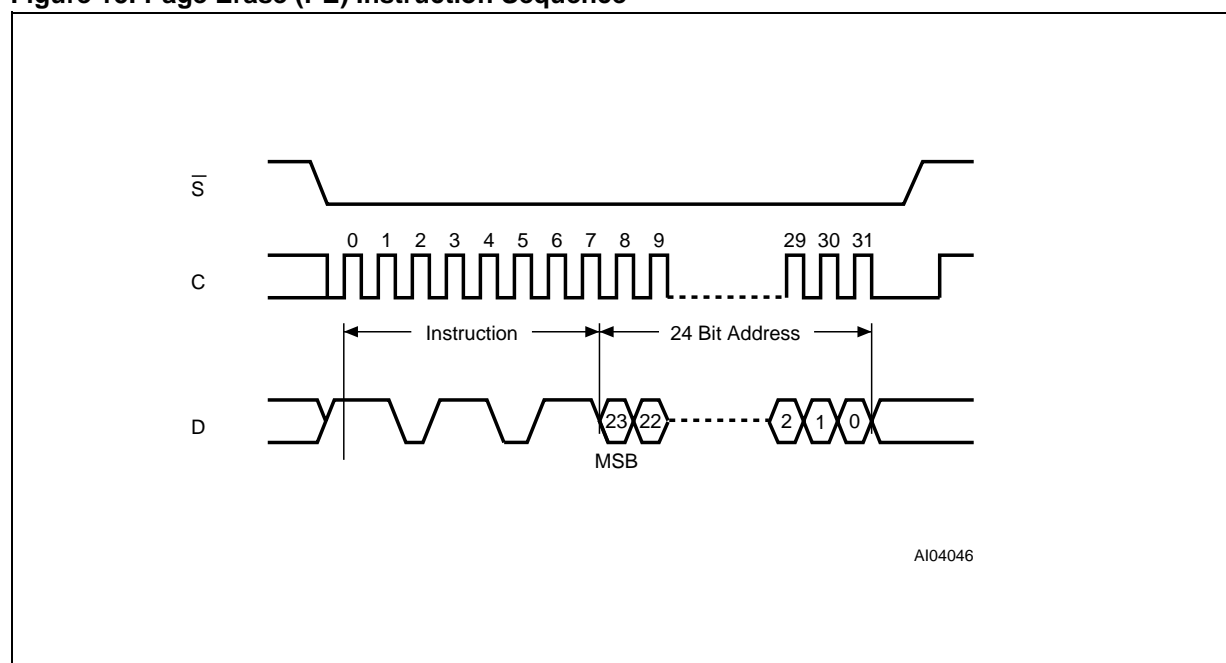 Figure Page Erase (PE) Instruction Sequence
S̅
0 1 2 3 4 5 6 7 8 9 29 30 31
C
Instruction 24 Bit Address
D 23 22 2 1 0
MSB
AI04046